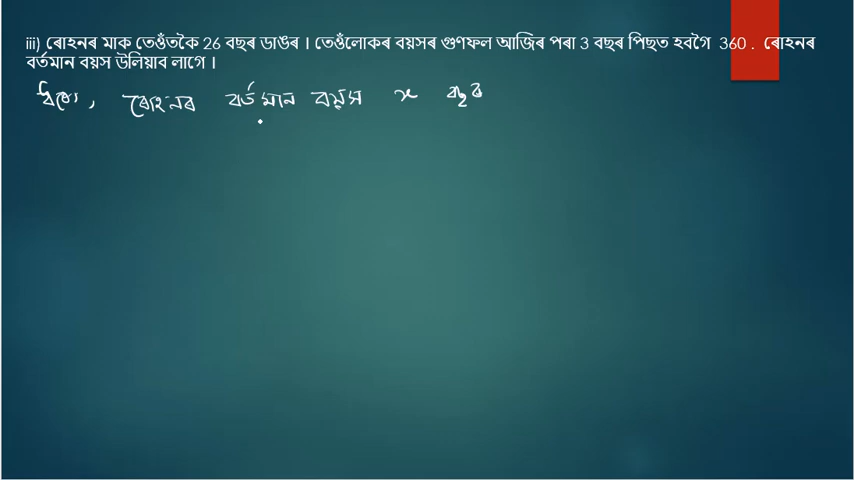 iii) ৰোহনৰ মাক তেওঁতকৈ 26 বছৰ ডাঙৰ । তেওঁলোকৰ বয়সৰ গুণফল আজিৰ পৰা 3 বছৰ পিছত হবগৈ 360 . ৰোহনৰ
বৰ্তমান বয়স উলিয়াব লাগে ।
ধৰো, ৰোহনৰ বৰ্তমান বয়স x বছৰ